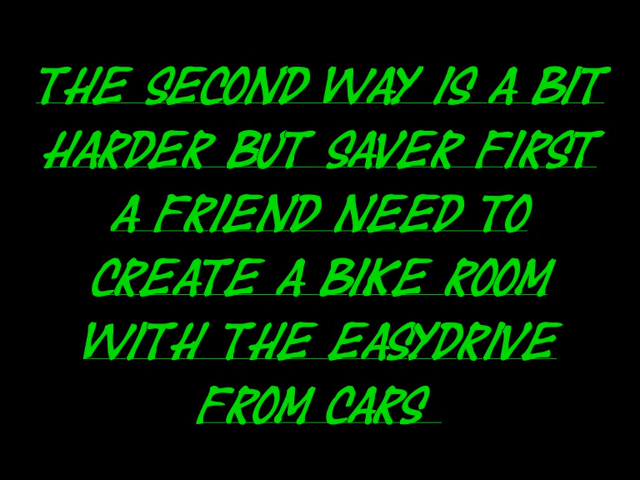 THE SECOND WAY IS A BIT
HARDER BUT SAVER FIRST
A FRIEND NEED TO
CREATE A BIKE ROOM
WITH THE EASYDRIVE
FROM CARS